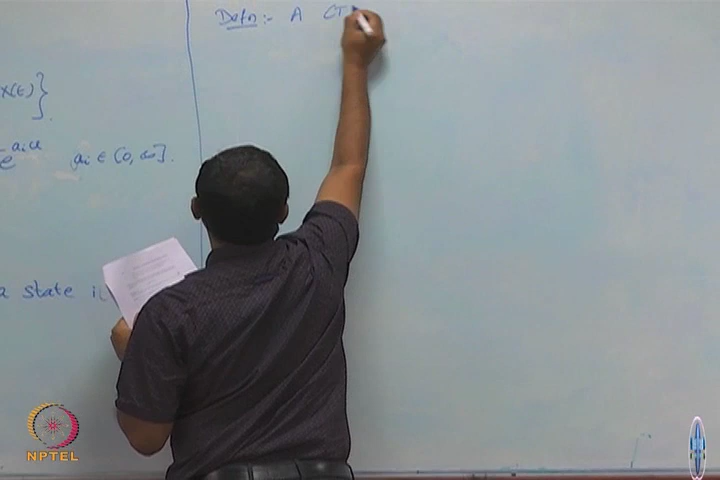 X(t)}.
e^{-a_i u} a_i ∈ (0, ∞].
a state i
Defn:- A CT
NPTEL